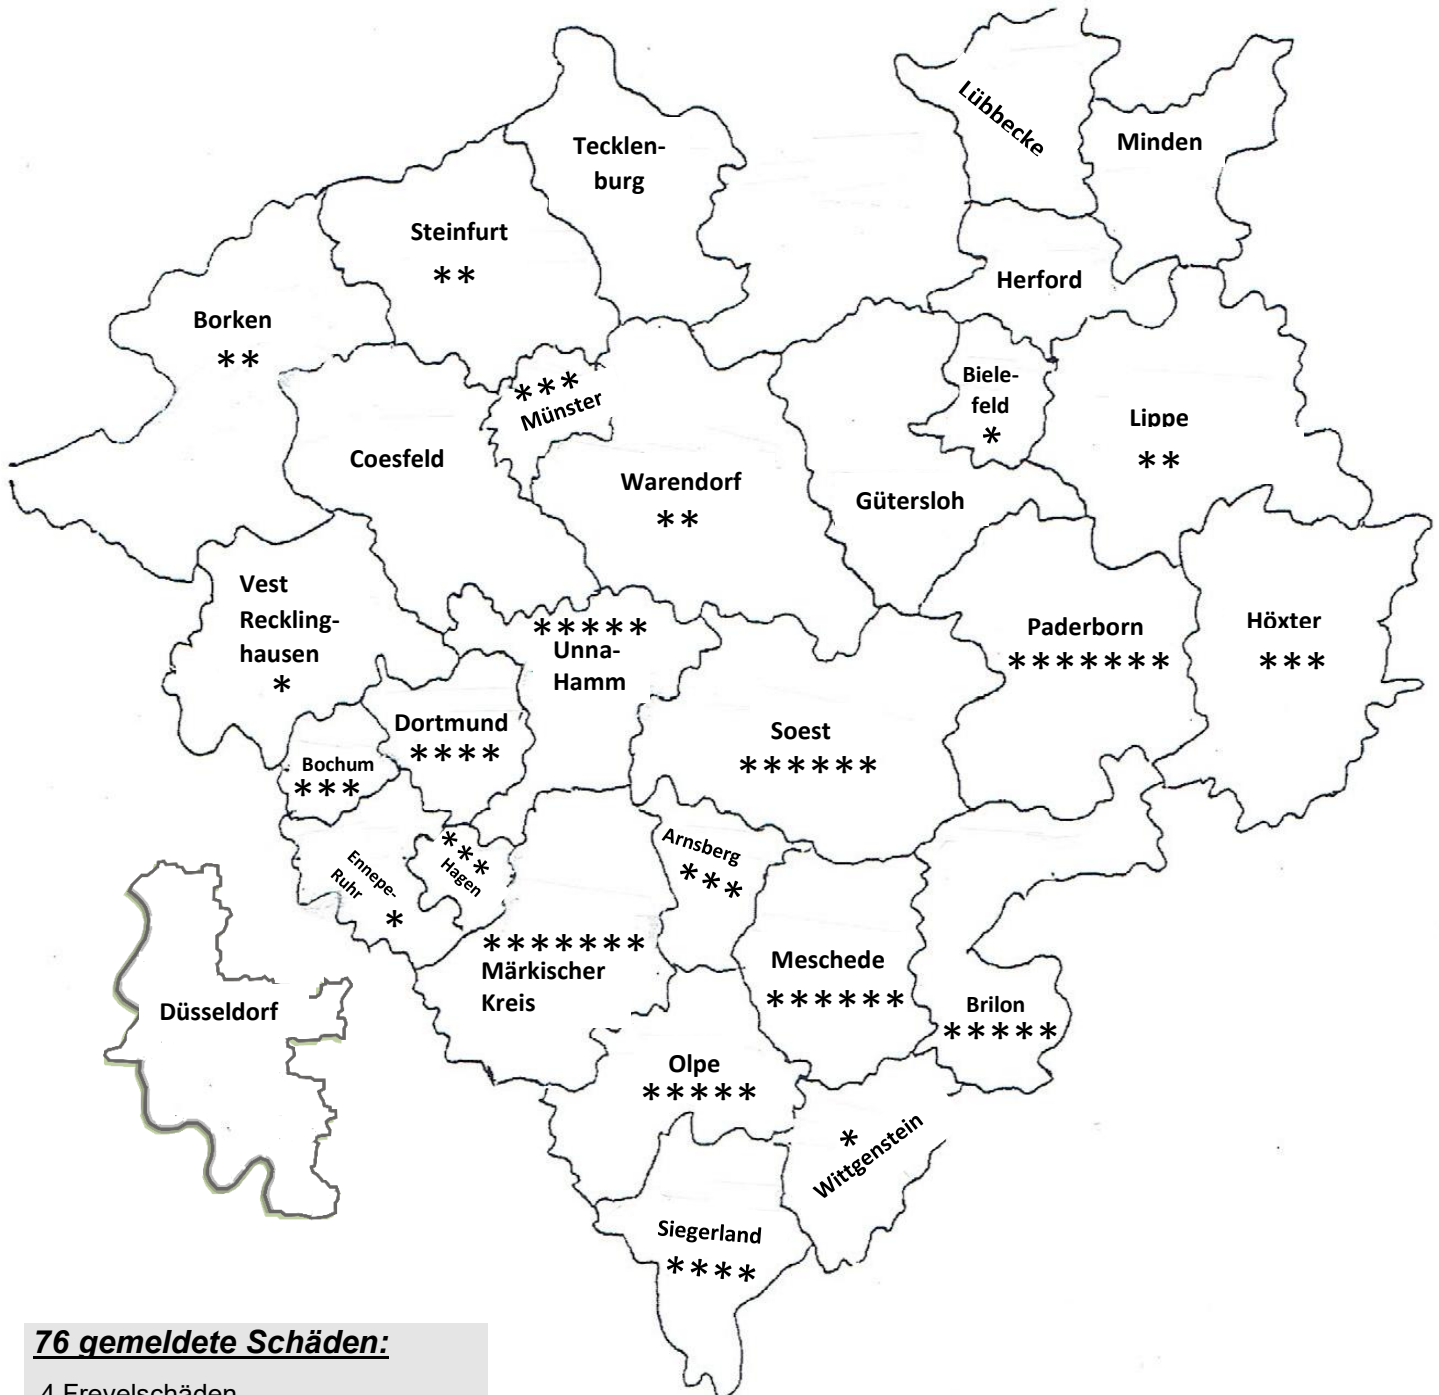 Lübbecke
Minden
Tecklen-
burg
Steinfurt
**
Herford
Borken
**
Biele-
feld
*
***
Münster
Lippe
**
Coesfeld
Warendorf
**
Gütersloh
Vest
Reckling-
hausen
*
*****
Unna-
Hamm
Paderborn
*******
Höxter
***
Dortmund
****
Soest
******
Bochum
***
Ennepe-
Ruhr
*
***
Hagen
Arnsberg
***
*******
Märkischer
Kreis
Meschede
******
Brilon
*****
Düsseldorf
Olpe
*****
*
Wittgenstein
Siegerland
****
76 gemeldete Schäden:
4 Frevelschäden